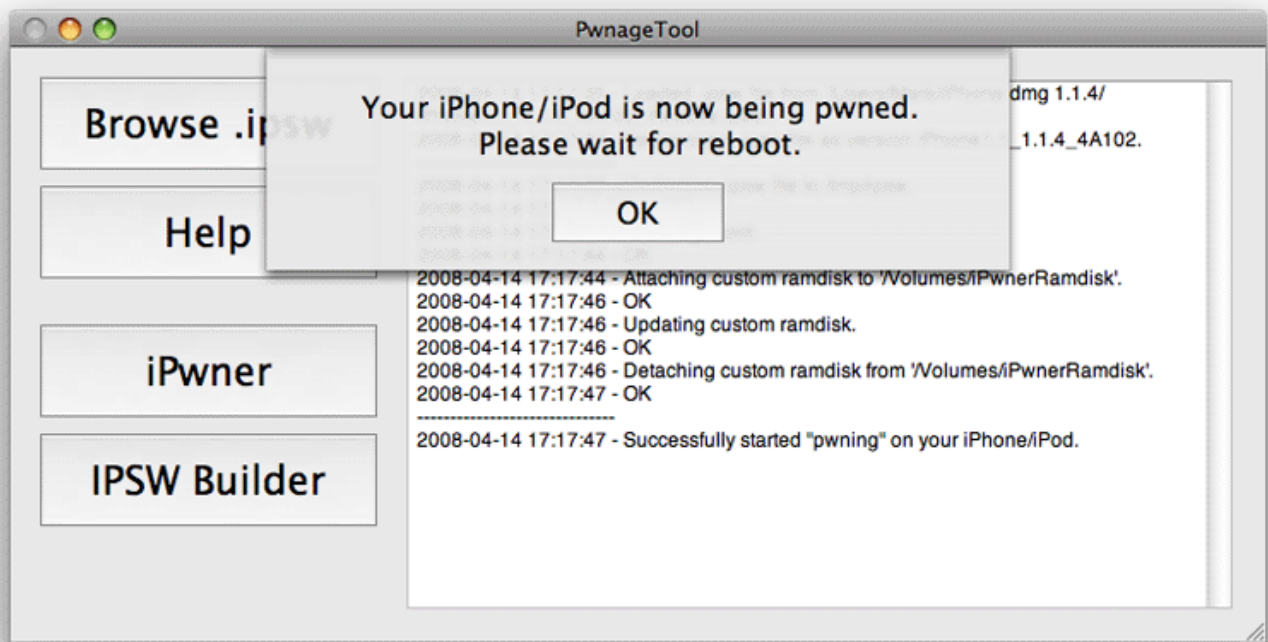 PwnageTool
Your iPhone/iPod is now being pwned.
Please wait for reboot.
OK
Browse .ipsw
Help
iPwner
IPSW Builder
dmg 1.1.4/
_1.1.4_4A102.
2008-04-14 17:17:44 - Attaching custom ramdisk to '/Volumes/iPwnerRamdisk'.
2008-04-14 17:17:46 - OK
2008-04-14 17:17:46 - Updating custom ramdisk.
2008-04-14 17:17:46 - OK
2008-04-14 17:17:46 - Detaching custom ramdisk from '/Volumes/iPwnerRamdisk'.
2008-04-14 17:17:47 - OK
------------------------------
2008-04-14 17:17:47 - Successfully started "pwning" on your iPhone/iPod.